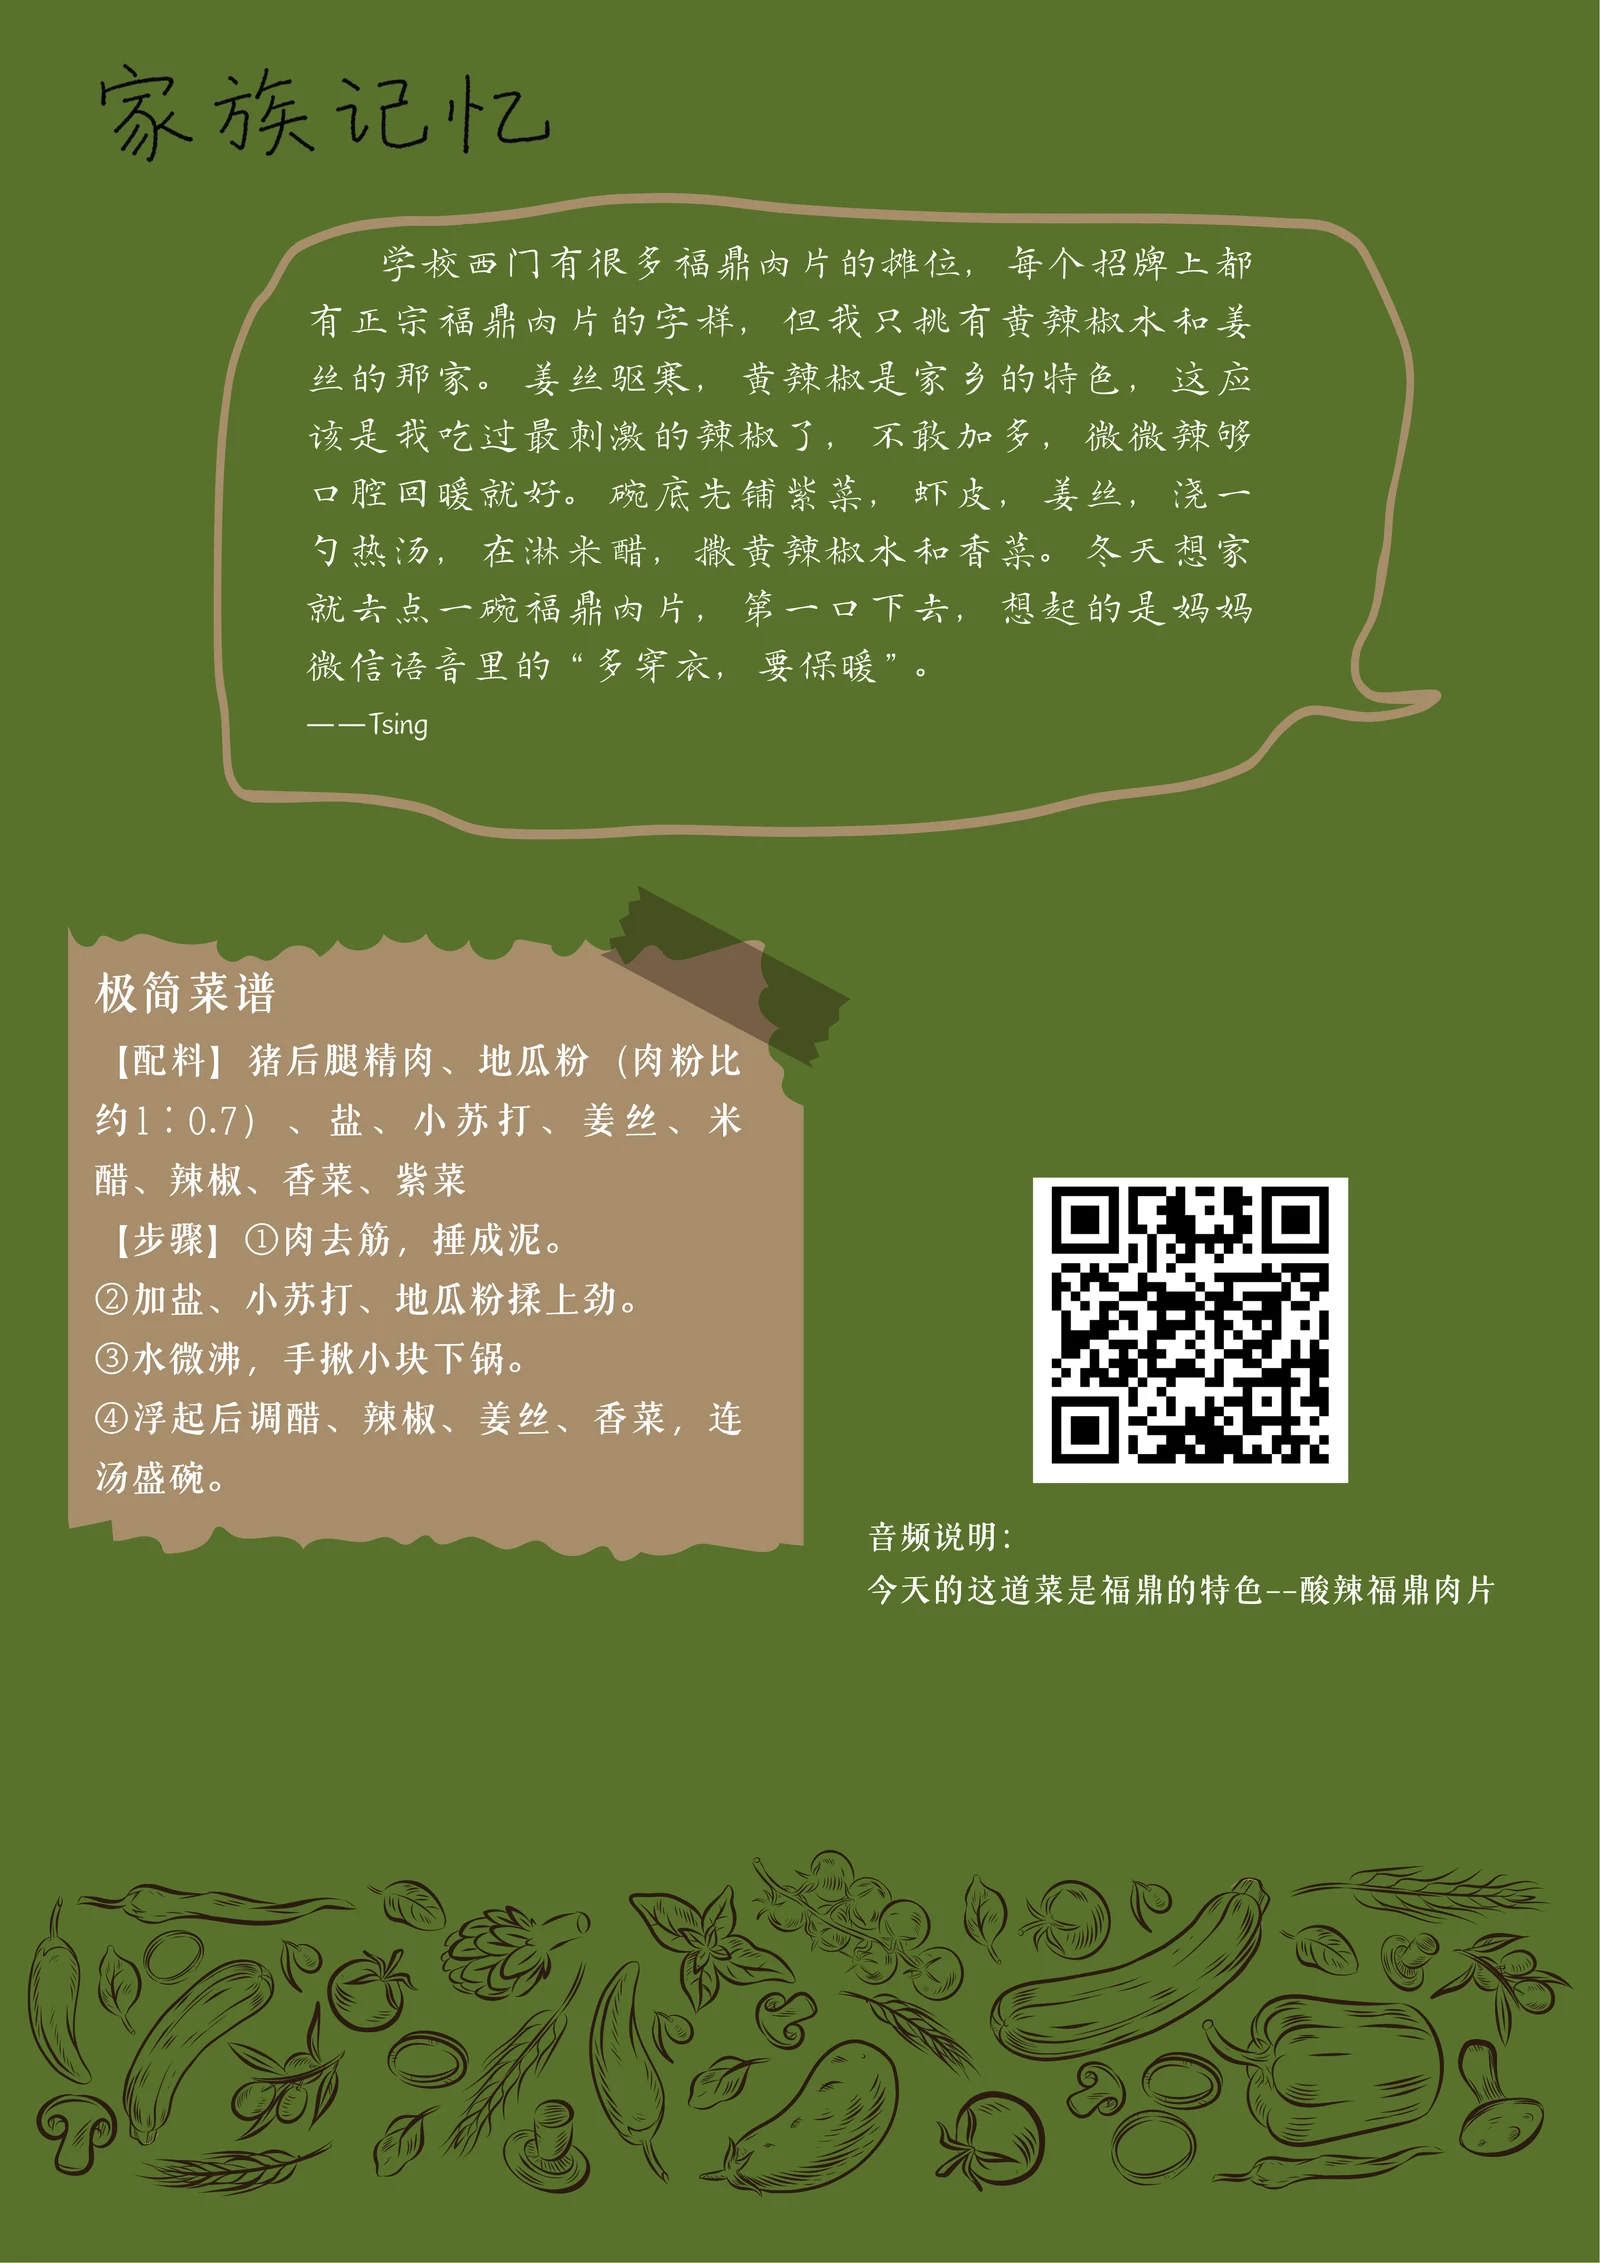 家族记忆
学校西门有很多福鼎肉片的摊位，每个招牌上都
有正宗福鼎肉片的字样，但我只挑有黄辣椒水和姜
丝的那家。姜丝驱寒，黄辣椒是家乡的特色，这应
该是我吃过最刺激的辣椒了，不敢加多，微微辣够
口腔回暖就好。碗底先铺紫菜，虾皮，姜丝，浇一
勺热汤，在淋米醋，撒黄辣椒水和香菜。冬天想家
就去点一碗福鼎肉片，第一口下去，想起的是妈妈
微信语音里的“多穿衣，要保暖”。
——Tsing
极简菜谱
【配料】猪后腿精肉、地瓜粉（肉粉比
约1∶0.7）、盐、小苏打、姜丝、米
醋、辣椒、香菜、紫菜
【步骤】①肉去筋，捶成泥。
②加盐、小苏打、地瓜粉揉上劲。
③水微沸，手揪小块下锅。
④浮起后调醋、辣椒、姜丝、香菜，连
汤盛碗。
音频说明：
今天的这道菜是福鼎的特色--酸辣福鼎肉片